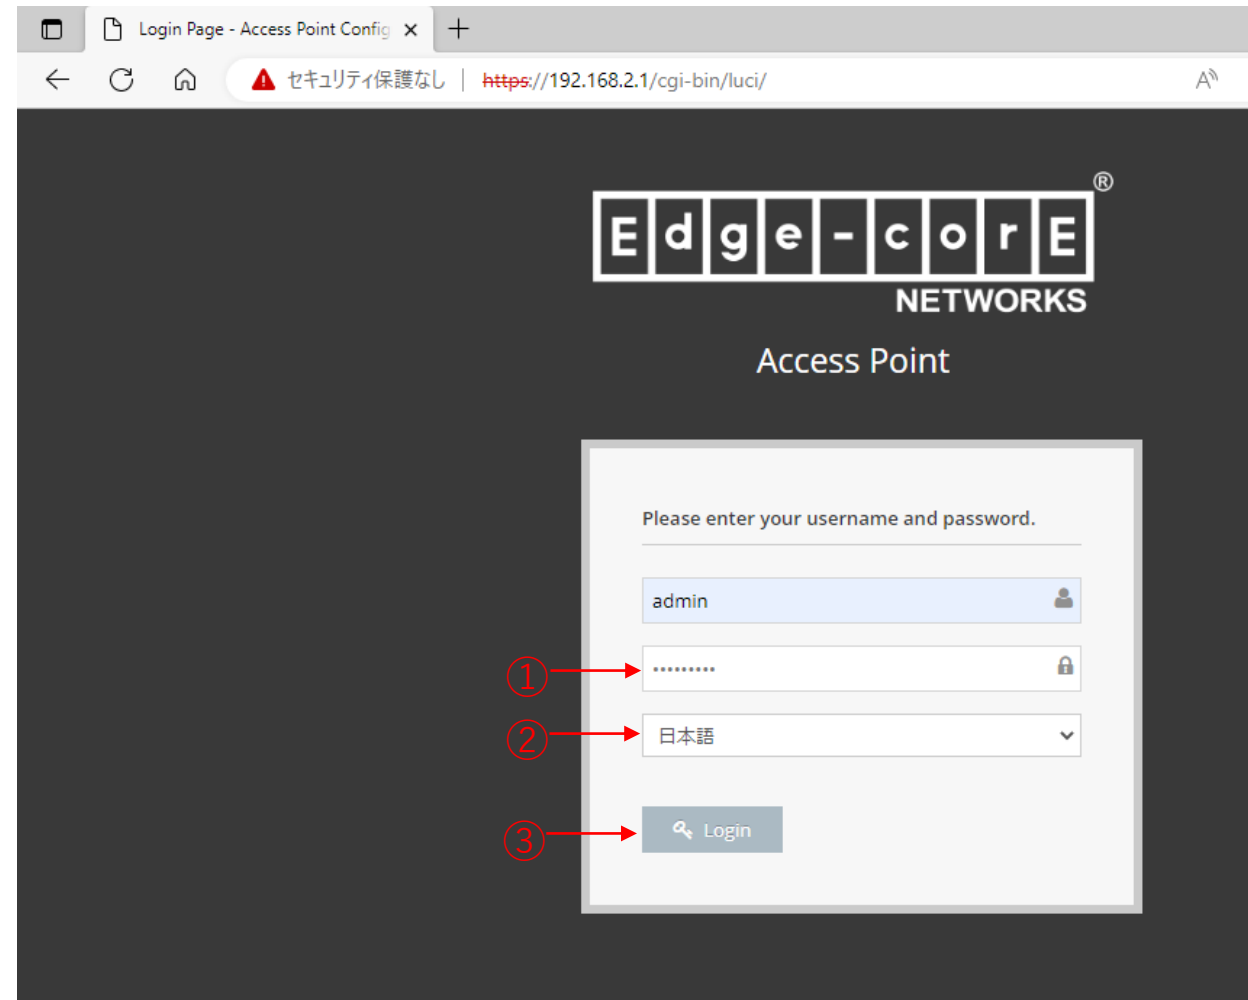 Login Page - Access Point Config
セキュリティ保護なし https://192.168.2.1/cgi-bin/luci/
Edge-corE®
NETWORKS
Access Point
Please enter your username and password.
admin
① •••••••••
② 日本語
③ Login